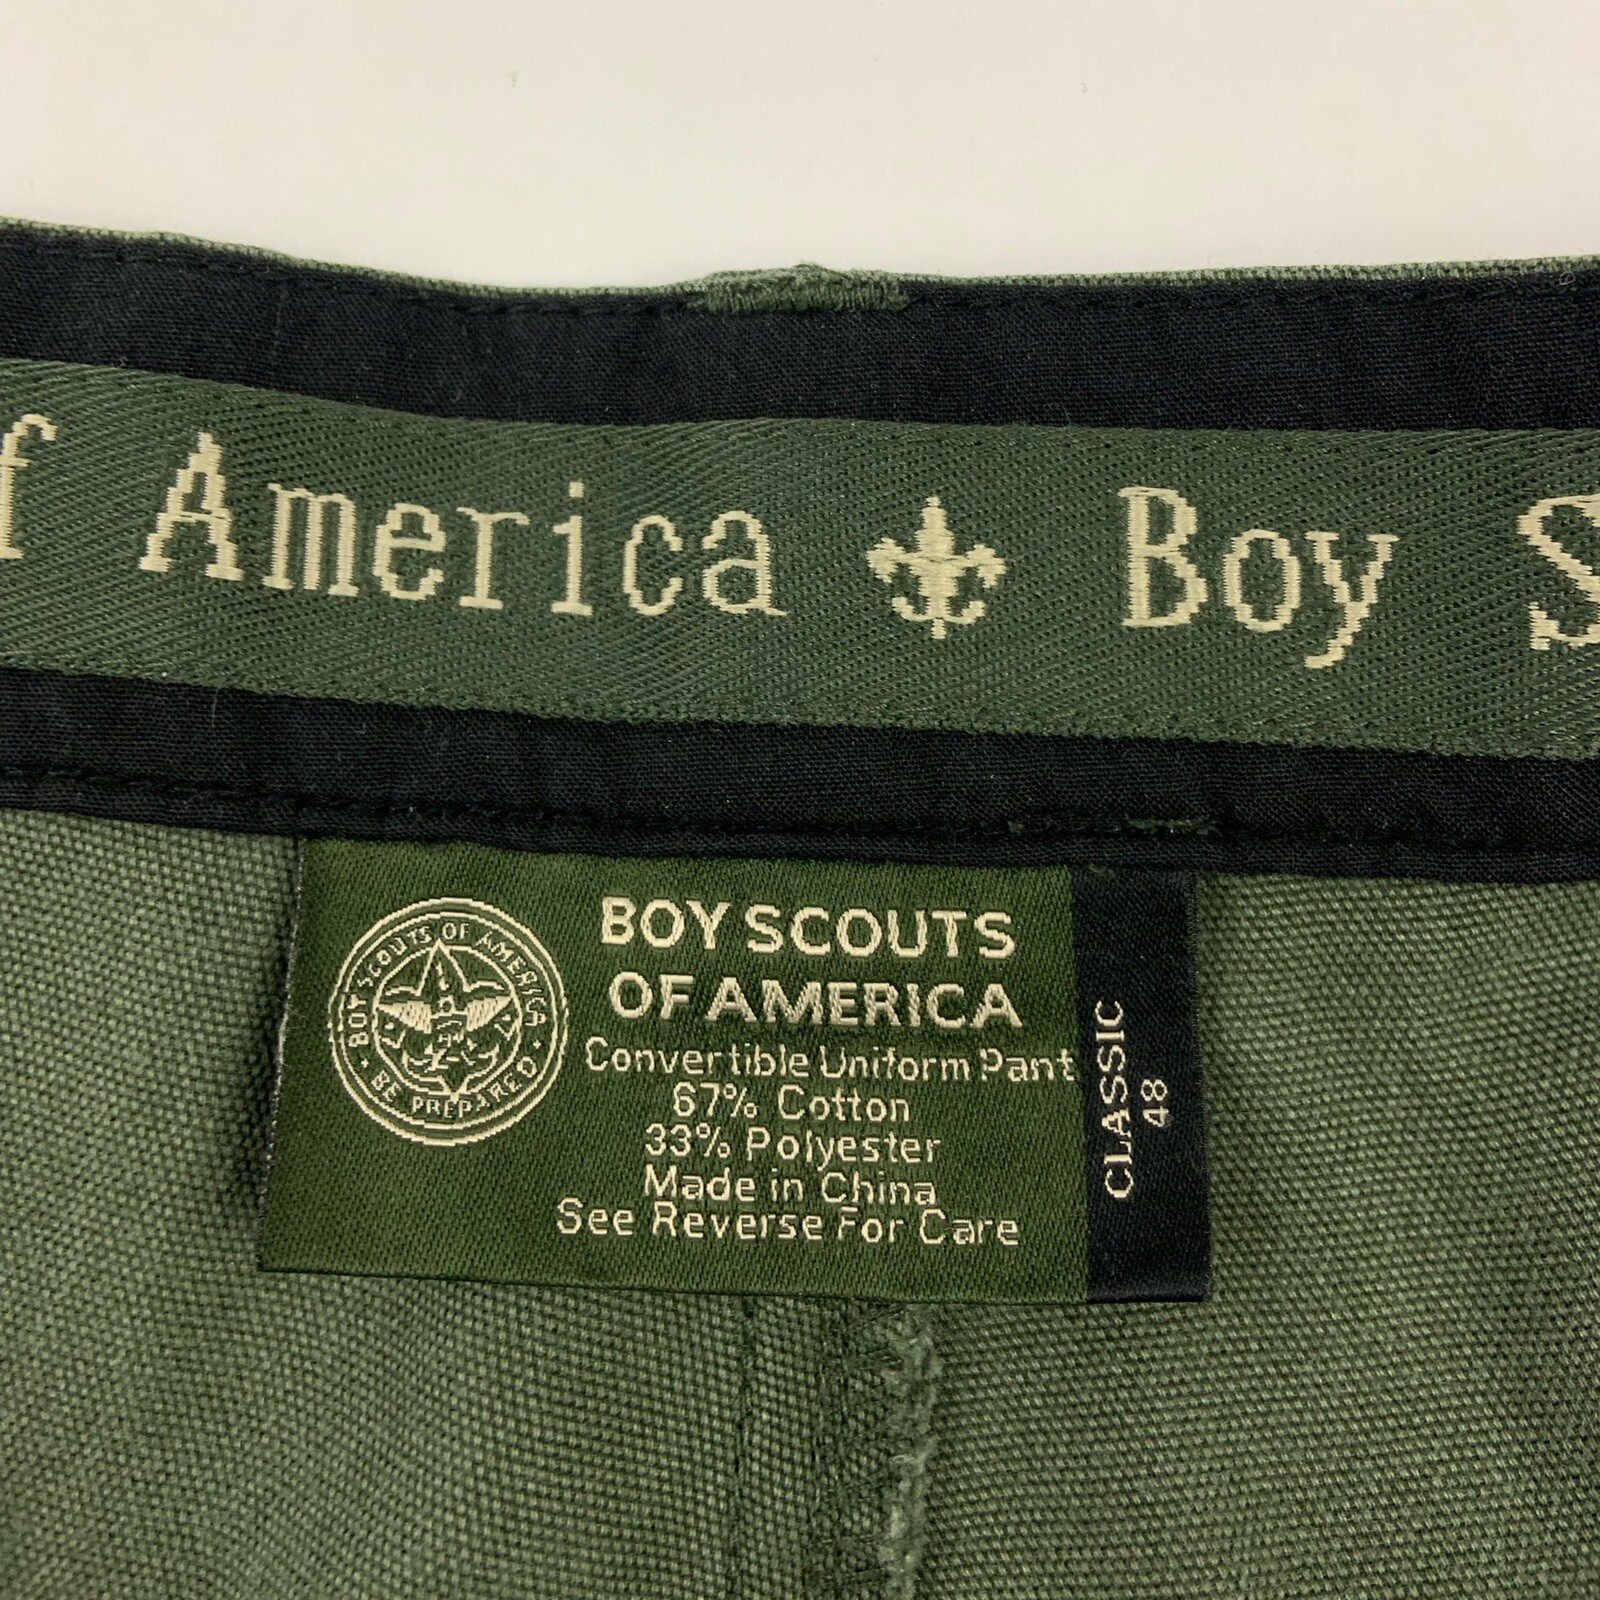 f America ⚜ Boy S
BOY SCOUTS OF AMERICA
BE PREPARED
BOY SCOUTS
OF AMERICA
Convertible Uniform Pant
67% Cotton
33% Polyester
Made in China
See Reverse For Care
CLASSIC
48